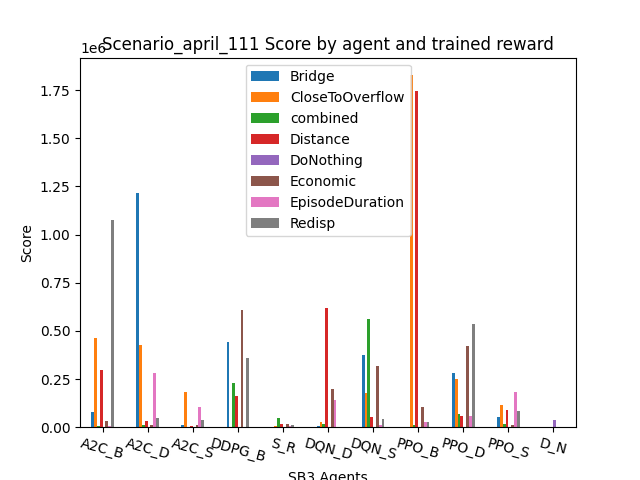 Scenario_april_111 Score by agent and trained reward
1e6
Bridge
CloseToOverflow
combined
Distance
DoNothing
Economic
EpisodeDuration
Redisp
Score
1.75
1.50
1.25
1.00
0.75
0.50
0.25
0.00
A2C_B A2C_D A2C_S DDPG_B S_R DQN_D DQN_S PPO_B PPO_D PPO_S D_N
SB3 Agents